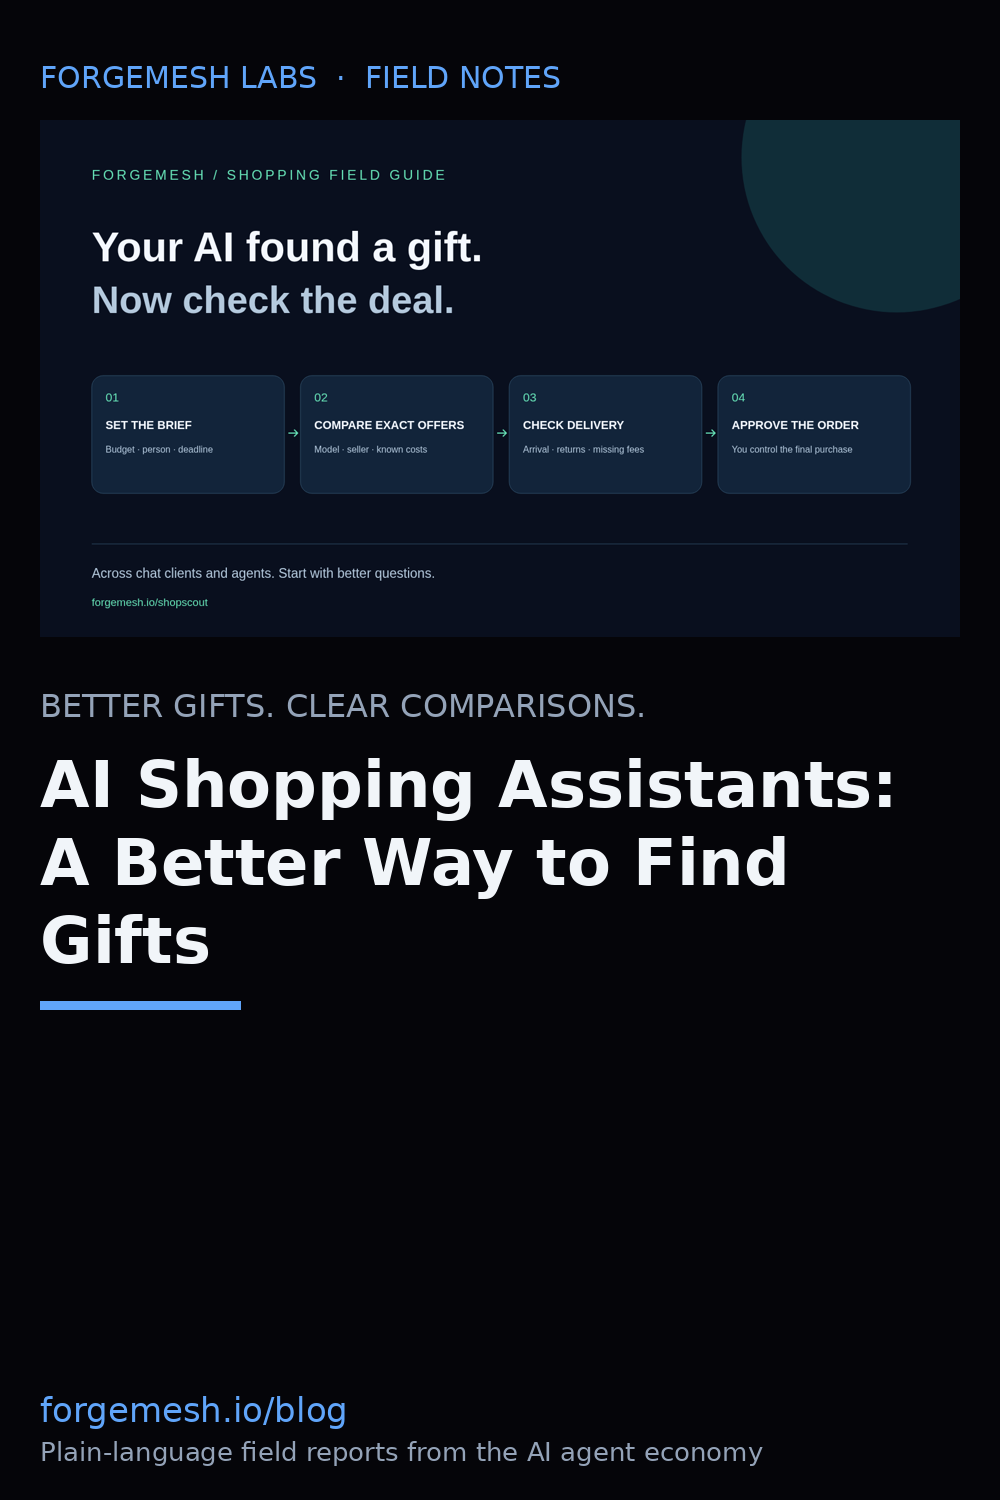 FORGEMESH LABS · FIELD NOTES
FORGEMESH / SHOPPING FIELD GUIDE
Your AI found a gift.
Now check the deal.
01
SET THE BRIEF
Budget · person · deadline
→
02
COMPARE EXACT OFFERS
Model · seller · known costs
→
03
CHECK DELIVERY
Arrival · returns · missing fees
→
04
APPROVE THE ORDER
You control the final purchase
Across chat clients and agents. Start with better questions.
forgemesh.io/shopscout
BETTER GIFTS. CLEAR COMPARISONS.
AI Shopping Assistants:
A Better Way to Find
Gifts
forgemesh.io/blog
Plain-language field reports from the AI agent economy